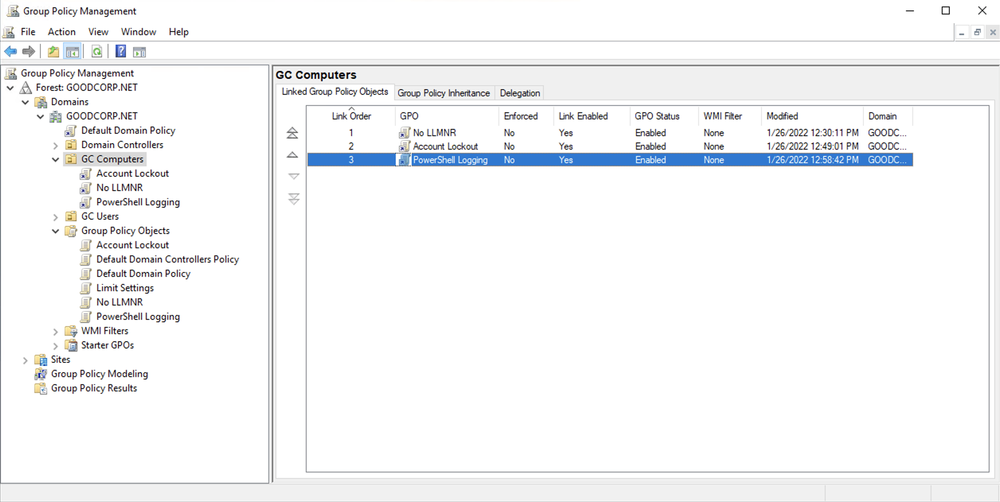 Group Policy Management
File Action View Window Help
Group Policy Management
Forest: GOODCORP.NET
Domains
GOODCORP.NET
Default Domain Policy
Domain Controllers
GC Computers
Account Lockout
No LLMNR
PowerShell Logging
GC Users
Group Policy Objects
Account Lockout
Default Domain Controllers Policy
Default Domain Policy
Limit Settings
No LLMNR
PowerShell Logging
WMI Filters
Starter GPOs
Sites
Group Policy Modeling
Group Policy Results
GC Computers
Linked Group Policy Objects Group Policy Inheritance Delegation
Link Order GPO Enforced Link Enabled GPO Status WMI Filter Modified Domain
1 No LLMNR No Yes Enabled None 1/26/2022 12:30:11 PM GOODC...
2 Account Lockout No Yes Enabled None 1/26/2022 12:49:01 PM GOODC...
3 PowerShell Logging No Yes Enabled None 1/26/2022 12:58:42 PM GOODC...